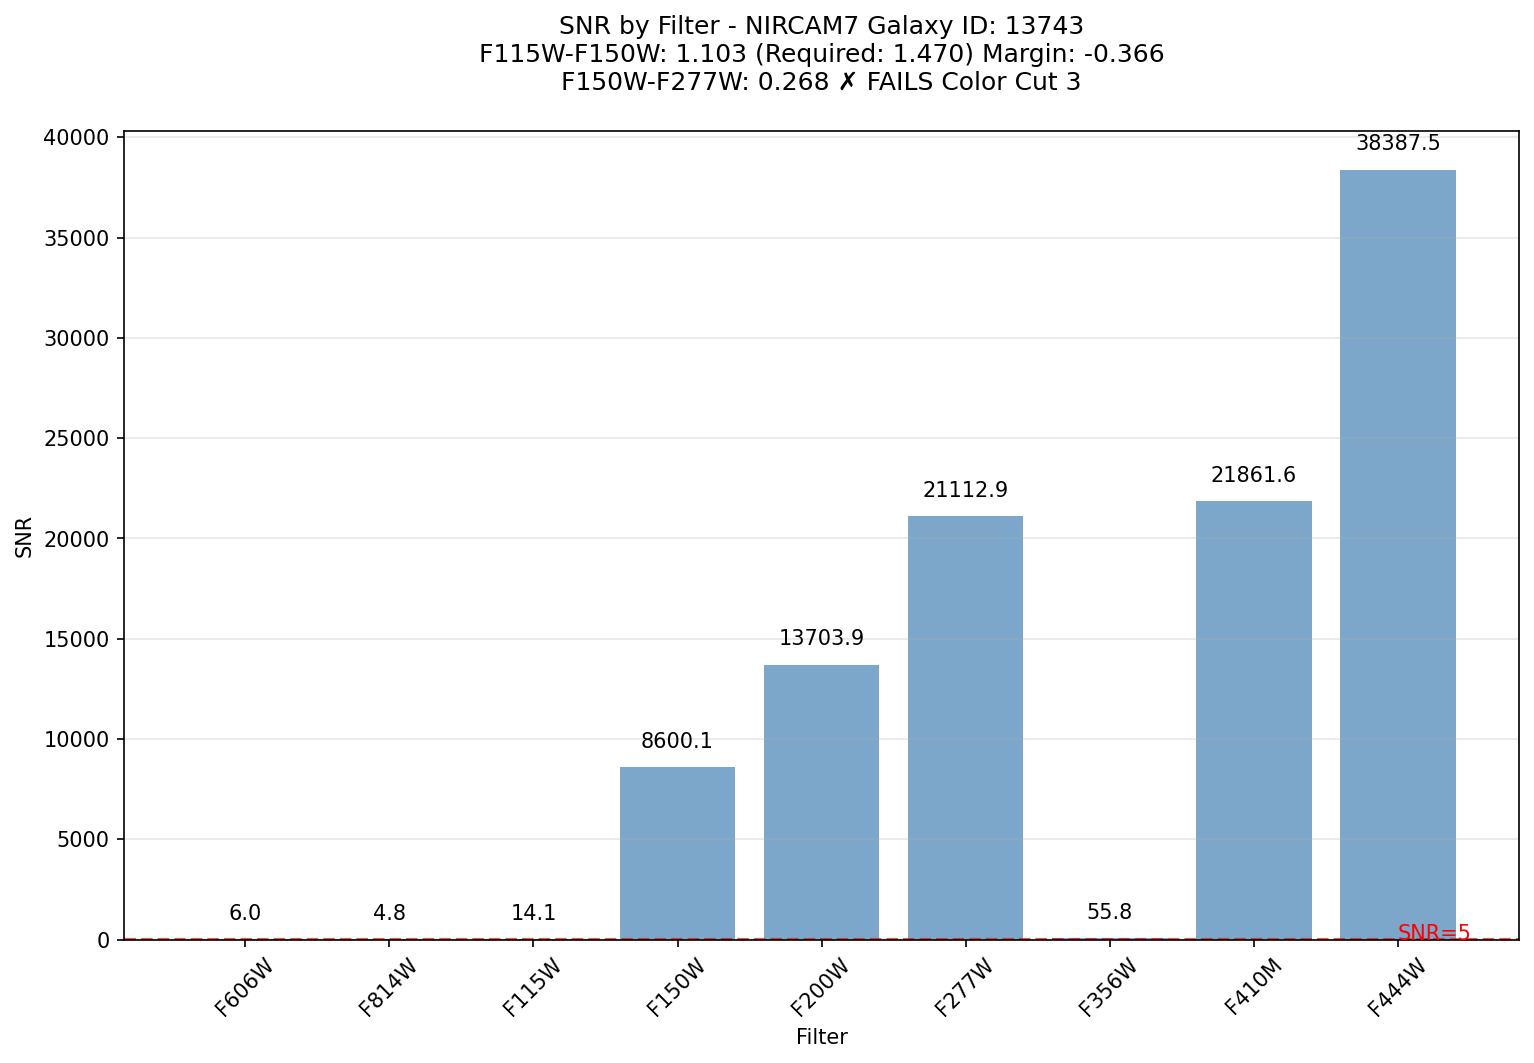 SNR by Filter - NIRCAM7 Galaxy ID: 13743
F115W-F150W: 1.103 (Required: 1.470) Margin: -0.366
F150W-F277W: 0.268 ✗ FAILS Color Cut 3
40000
35000
30000
25000
20000
15000
10000
5000
0
SNR
6.0
4.8
14.1
8600.1
13703.9
21112.9
55.8
21861.6
38387.5
SNR=5
F606W
F814W
F115W
F150W
F200W
F277W
F356W
F410M
F444W
Filter